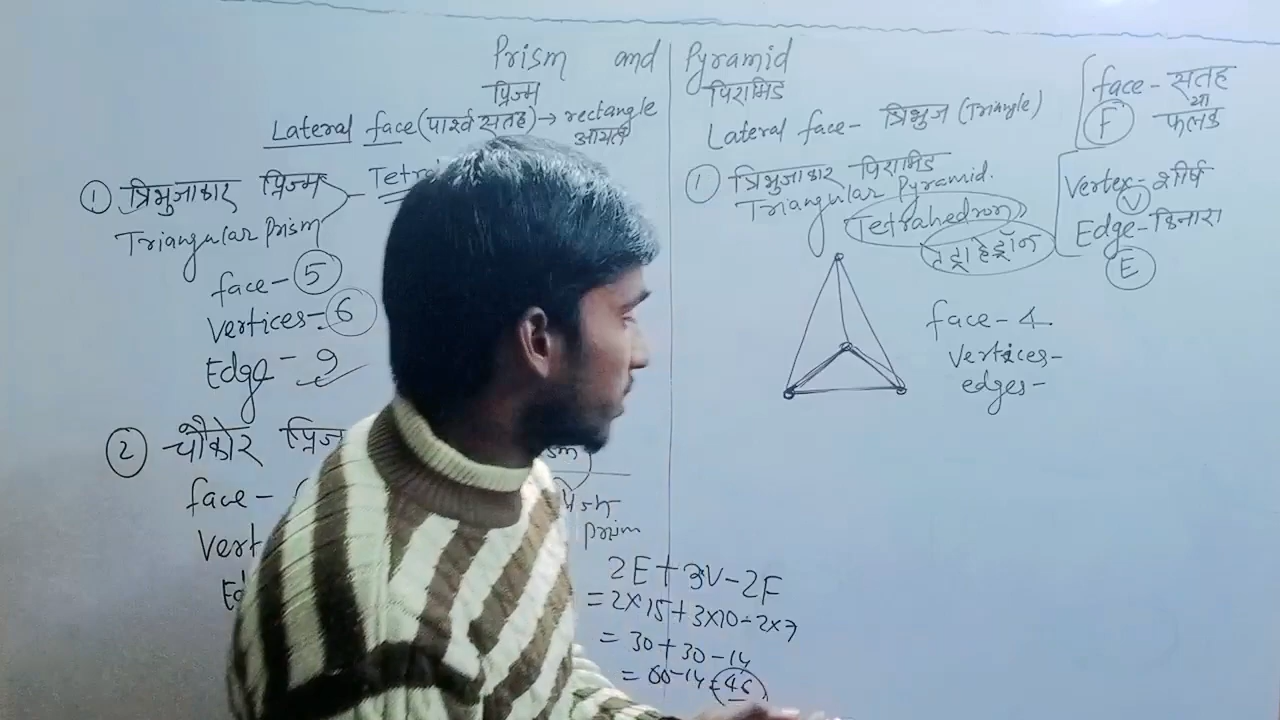 Prism and Pyramid
प्रिज्म
पिरामिड
Lateral face (पार्श्व सतह) → rectangle
आयत
① त्रिभुजाकार प्रिज्म
Triangular Prism
face - 5
Vertices - 6
Edge - 9
② चौकोर
face -
Prism
2E + 3V - 2F
= 2×15 + 3×10 - 2×7
= 30 + 30 - 14
= 60 - 14 = 46
Lateral face - त्रिभुज (Triangle)
① त्रिभुजाकार पिरामिड
Triangular Pyramid.
(Tetrahedron)
टेट्राहेड्रॉन
face - 4
Vertices -
edges -
face - सतह
या
F फलक
Vertex - शीर्ष
V
Edge - किनारा
E